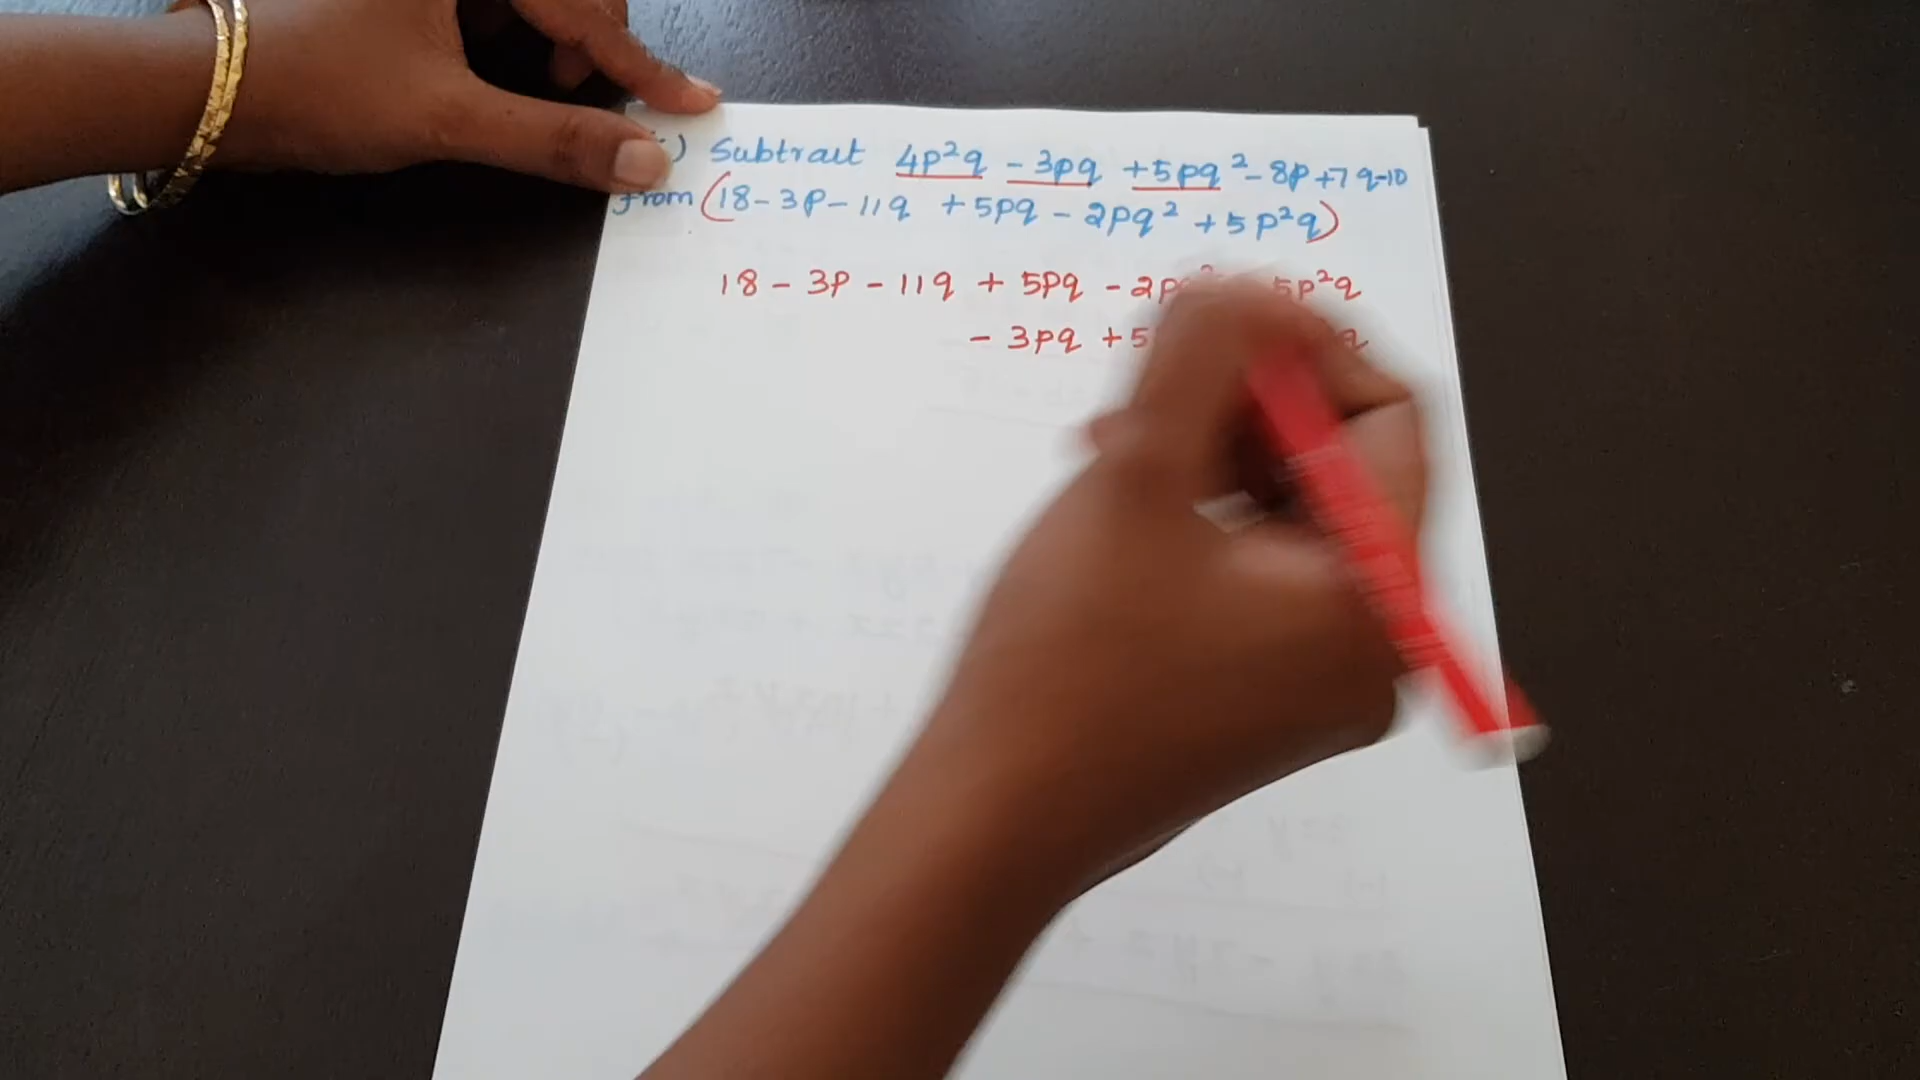 ) Subtract 4p²q - 3pq + 5pq² - 8p + 7q - 10
from (18 - 3p - 11q + 5pq - 2pq² + 5p²q)
18 - 3p - 11q + 5pq - 2p 5p²q
- 3pq + 5 q